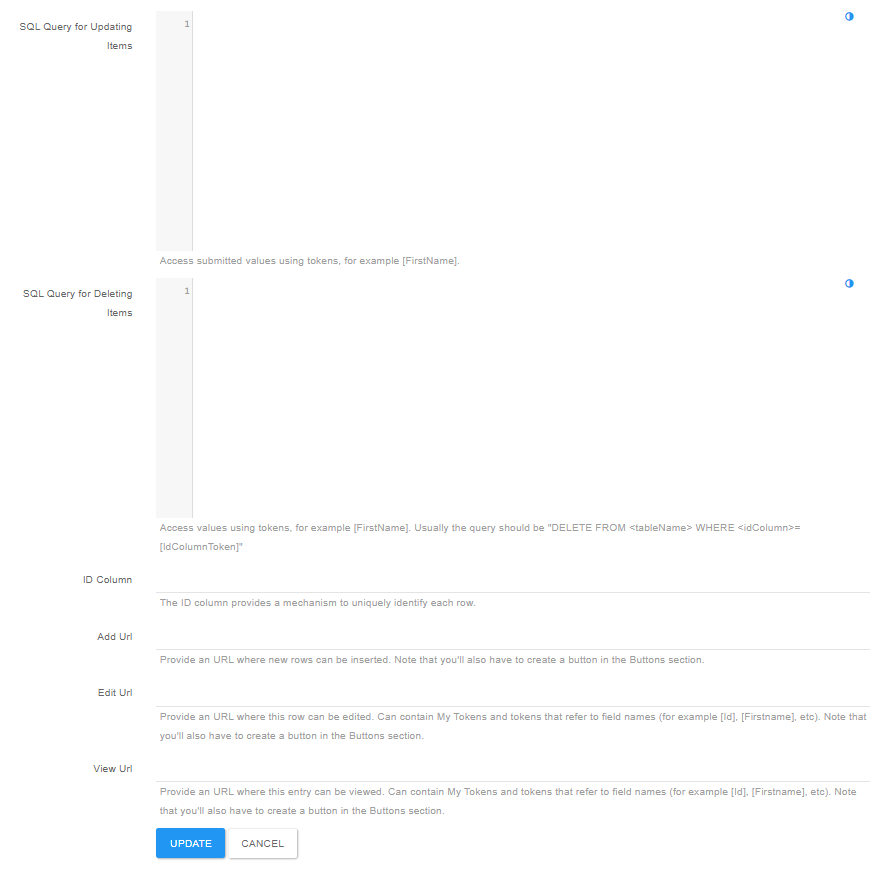 SQL Query for Updating
Items
1
Access submitted values using tokens, for example [FirstName].
SQL Query for Deleting
Items
1
Access values using tokens, for example [FirstName]. Usually the query should be "DELETE FROM <tableName> WHERE <idColumn>=
[IdColumnToken]"
ID Column
The ID column provides a mechanism to uniquely identify each row.
Add Url
Provide an URL where new rows can be inserted. Note that you'll also have to create a button in the Buttons section.
Edit Url
Provide an URL where this row can be edited. Can contain My Tokens and tokens that refer to field names (for example [Id], [Firstname], etc). Note that
you'll also have to create a button in the Buttons section.
View Url
Provide an URL where this entry can be viewed. Can contain My Tokens and tokens that refer to field names (for example [Id], [Firstname], etc). Note
that you'll also have to create a button in the Buttons section.
UPDATE CANCEL